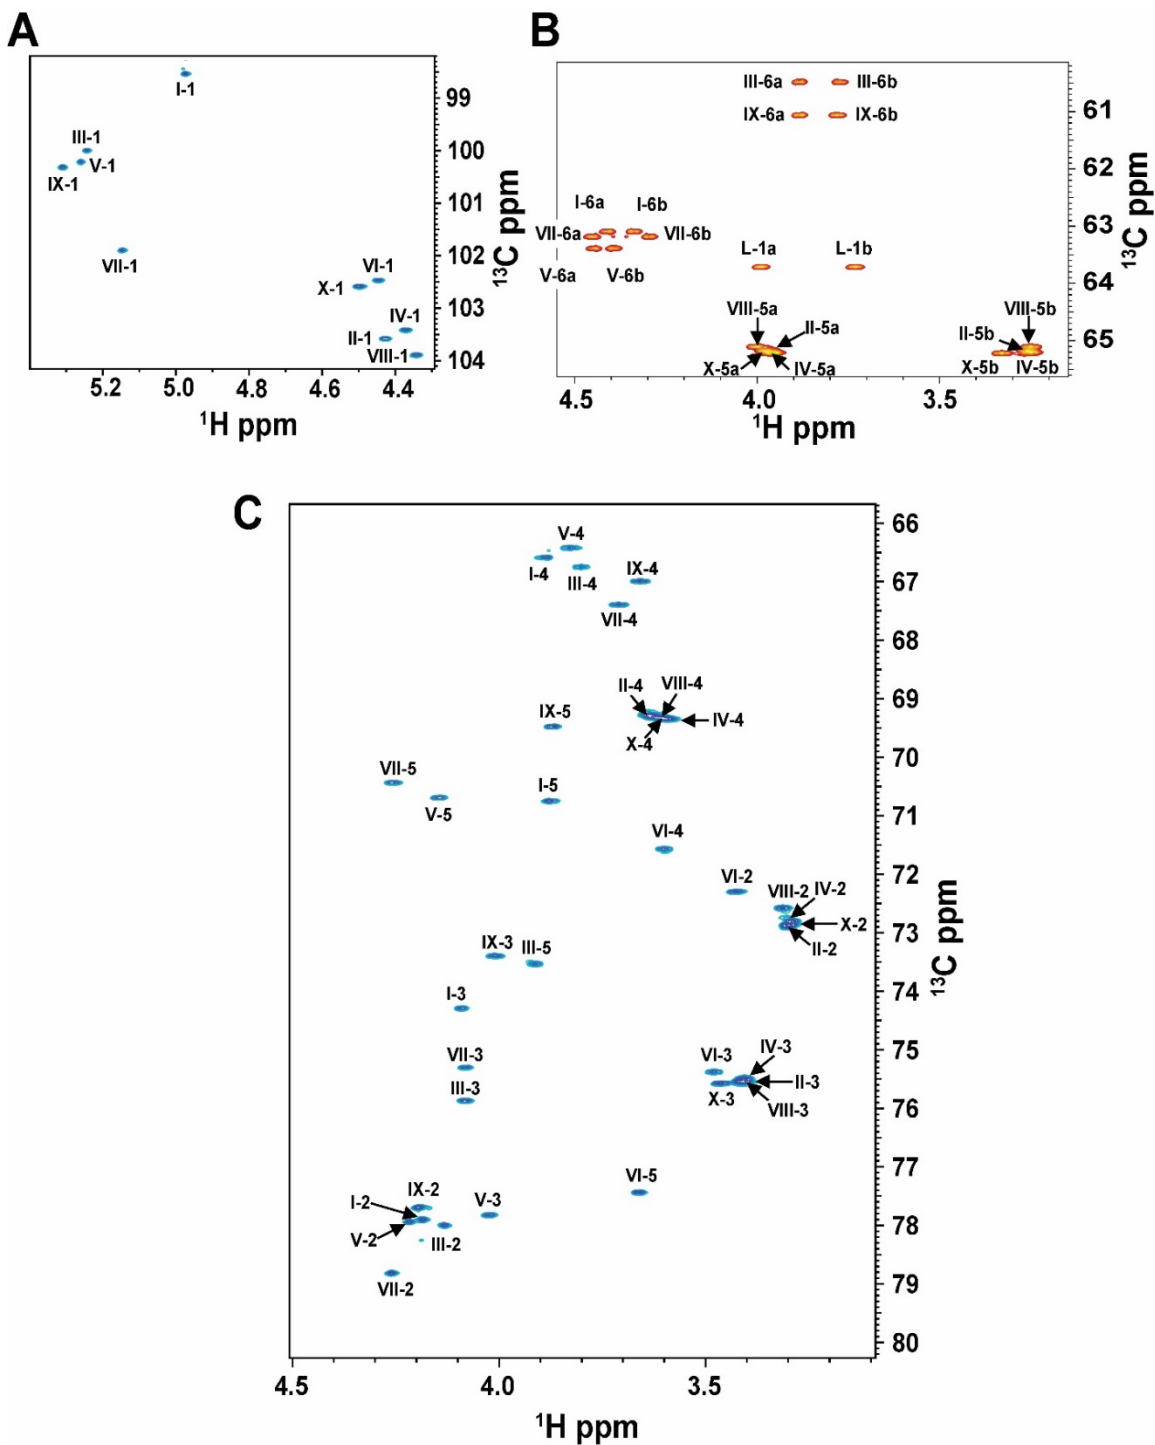 A
I-1
III-1
V-1
IX-1
VII-1
VI-1
X-1
IV-1
II-1
VIII-1
99
100
101
102
103
104
13C ppm
5.2 5.0 4.8 4.6 4.4
1H ppm
B
III-6a III-6b
IX-6a IX-6b
I-6a I-6b
VII-6a VII-6b
V-6a V-6b
L-1a L-1b
VIII-5a VIII-5b
II-5a II-5b
X-5a IV-5a X-5b IV-5b
61
62
63
64
65
13C ppm
4.5 4.0 3.5
1H ppm
C
V-4
I-4
III-4
IX-4
VII-4
II-4 VIII-4
IV-4
X-4
IX-5
VII-5
V-5
I-5
VI-4
VI-2
VIII-2
IV-2
X-2
II-2
IX-3 III-5
I-3
VII-3
III-3
VI-3
IV-3
II-3
X-3
VIII-3
VI-5
IX-2
I-2
V-3
V-2
III-2
VII-2
66
67
68
69
70
71
72
73
74
75
76
77
78
79
80
13C ppm
4.5 4.0 3.5
1H ppm